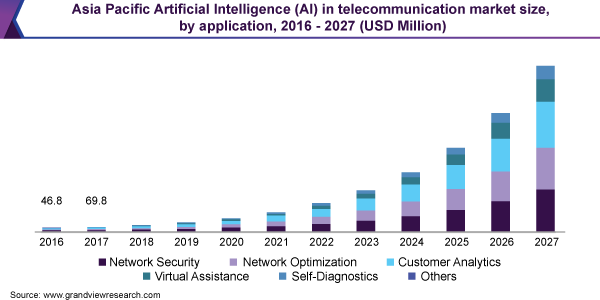 Asia Pacific Artificial Intelligence (AI) in telecommunication market size,
by application, 2016 - 2027 (USD Million)
46.8 69.8
2016 2017 2018 2019 2020 2021 2022 2023 2024 2025 2026 2027
Network Security Network Optimization Customer Analytics
Virtual Assistance Self-Diagnostics Others
Source: www.grandviewresearch.com